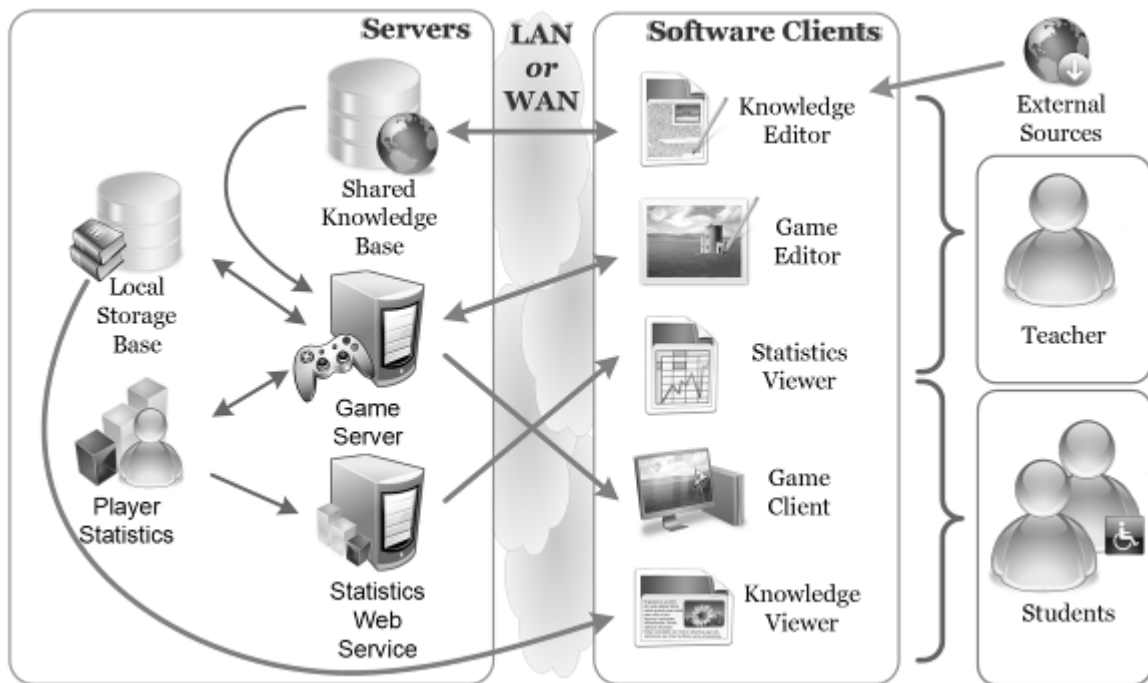 Servers
LAN
or
WAN
Software Clients
Knowledge
Editor
External
Sources
Shared
Knowledge
Base
Game
Editor
Local
Storage
Base
Teacher
Statistics
Viewer
Game
Server
Game
Client
Player
Statistics
Statistics
Web
Service
Knowledge
Viewer
Students